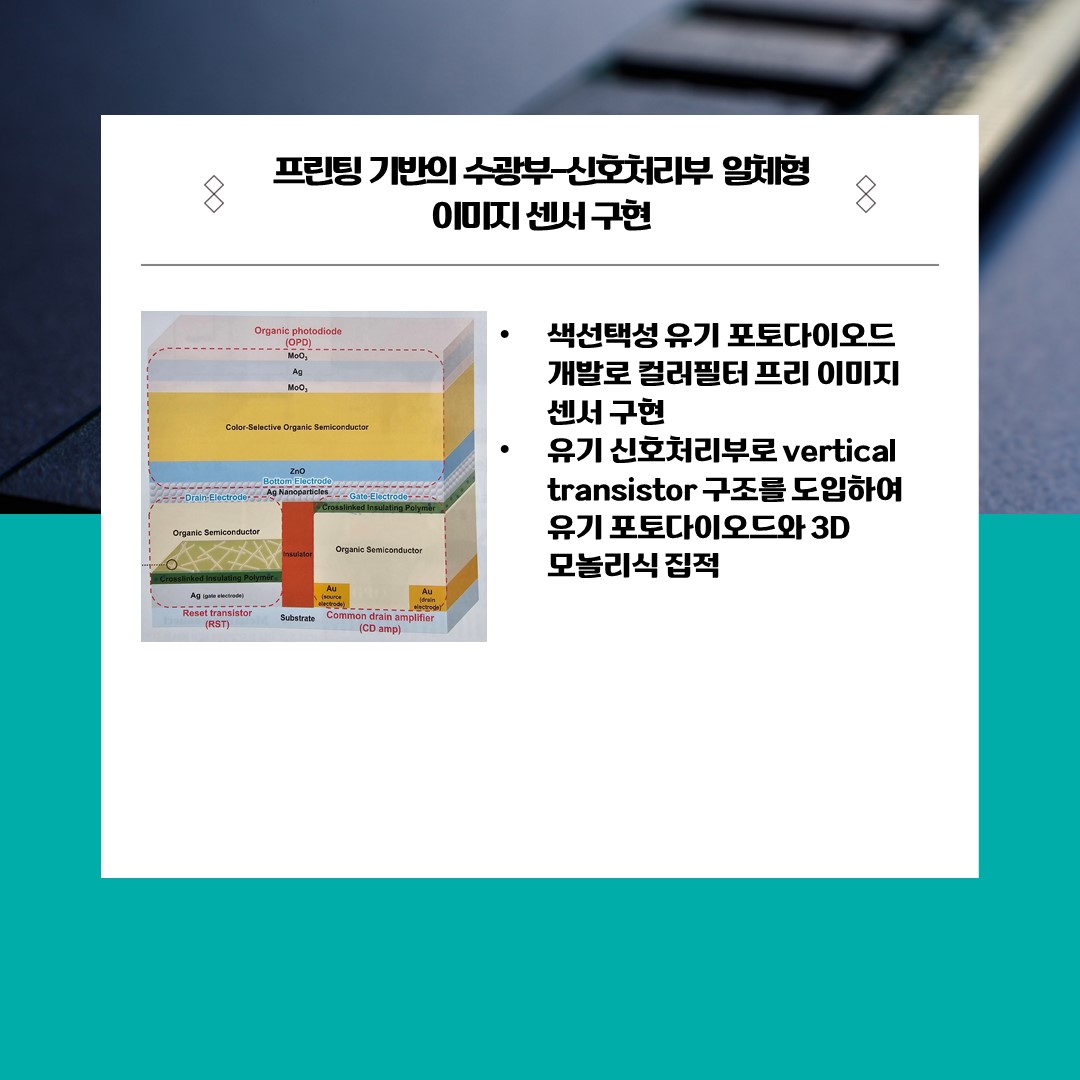 프린팅 기반의 수광부-신호처리부 일체형
이미지 센서 구현
Organic photodiode
(OPD)
MoO₃
Ag
MoO₃
Color-Selective Organic Semiconductor
ZnO
Bottom Electrode
Ag Nanoparticles
Drain Electrode
Gate Electrode
Crosslinked Insulating Polymer
Organic Semiconductor
Insulator
Organic Semiconductor
Crosslinked Insulating Polymer
Ag (gate electrode)
Au
(source
electrode)
Au
(drain
electrode)
Reset transistor
(RST)
Substrate
Common drain amplifier
(CD amp)
• 색선택성 유기 포토다이오드
개발로 컬러필터 프리 이미지
센서 구현
• 유기 신호처리부로 vertical
transistor 구조를 도입하여
유기 포토다이오드와 3D
모놀리식 집적